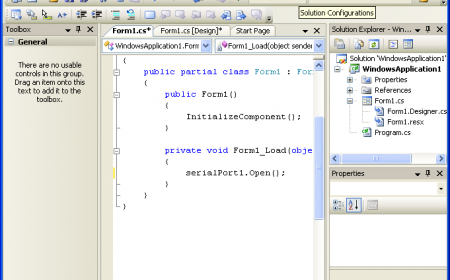 Solution Configurations
Toolbox
Form1.cs*
Form1.cs [Design]*
Start Page
Solution Explorer - Window
General
WindowsApplication1.Form
Form1_Load(object sender
There are no usable
controls in this group.
Drag an item onto this
text to add it to the
toolbox.
{
public partial class Form1 : For
{
public Form1()
{
InitializeComponent();
}
private void Form1_Load(obje
{
serialPort1.Open();
}
}
}
Solution 'WindowsApplication1'
WindowsApplication1
Properties
References
Form1.cs
Form1.Designer.cs
Form1.resx
Program.cs
Properties